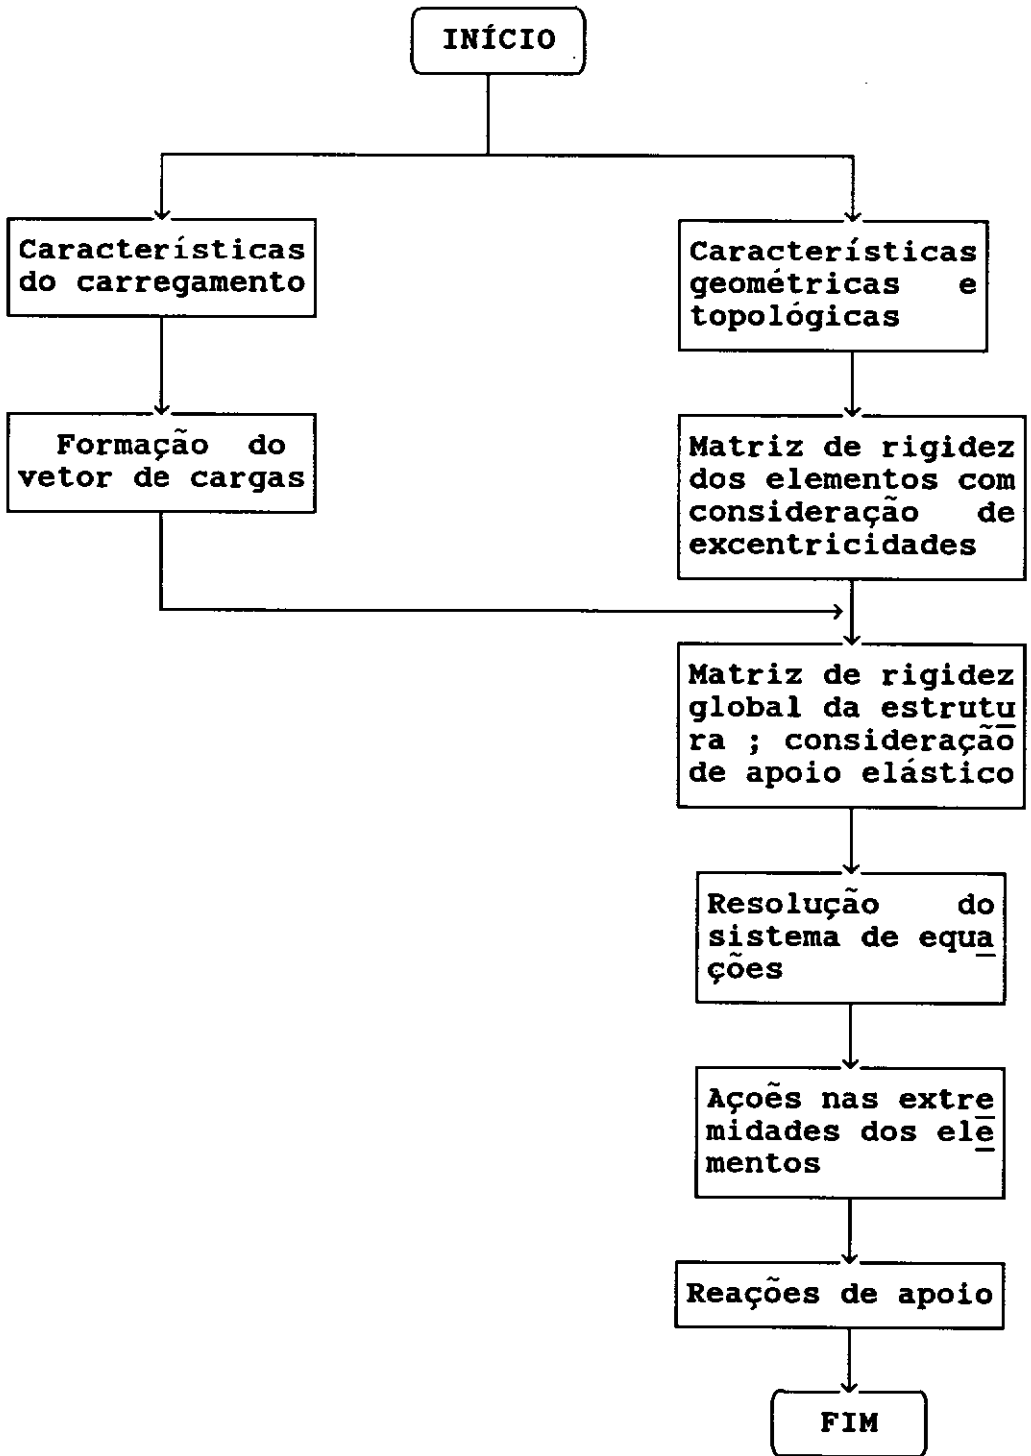 INÍCIO
Características
do carregamento
Formação do
vetor de cargas
Características
geométricas e
topológicas
Matriz de rigidez
dos elementos com
consideração de
excentricidades
Matriz de rigidez
global da estrutu
ra ; consideração
de apoio elástico
Resolução do
sistema de equa
ções
Açoẽs nas extre
midades dos ele
mentos
Reações de apoio
FIM